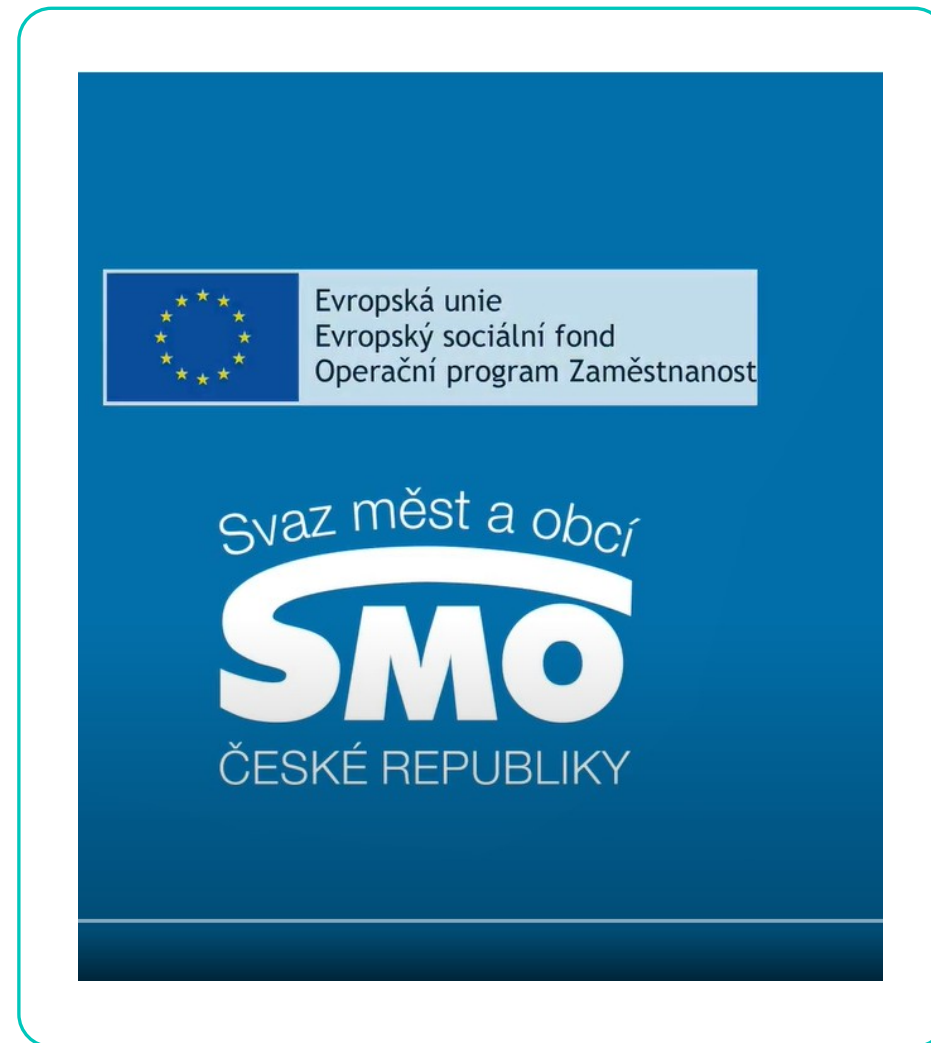 Evropská unie
Evropský sociální fond
Operační program Zaměstnanost
Svaz měst a obcí
SMO
ČESKÉ REPUBLIKY